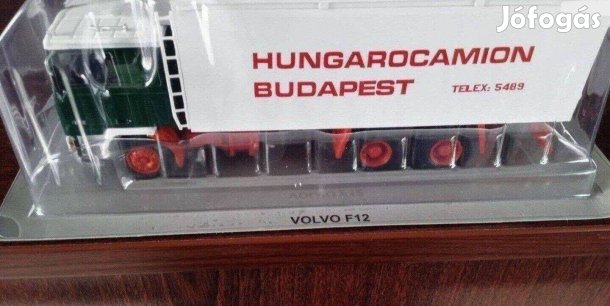 Jófogás
HUNGAROCAMION
BUDAPEST TELEX: 5489
VOLVO F12